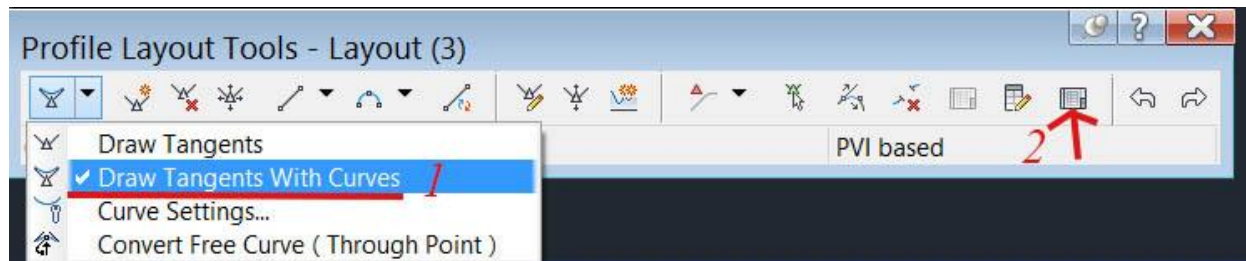 Profile Layout Tools - Layout (3)
?
Draw Tangents
PVI based
2
Draw Tangents With Curves
1
Curve Settings...
Convert Free Curve ( Through Point )